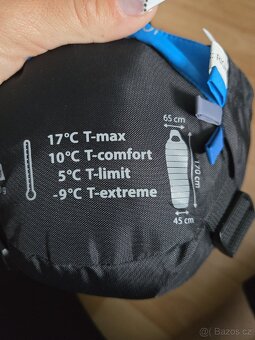 17°C T-max
10°C T-comfort
5°C T-limit
-9°C T-extreme
65 cm
170 cm
45 cm
Bazos.cz